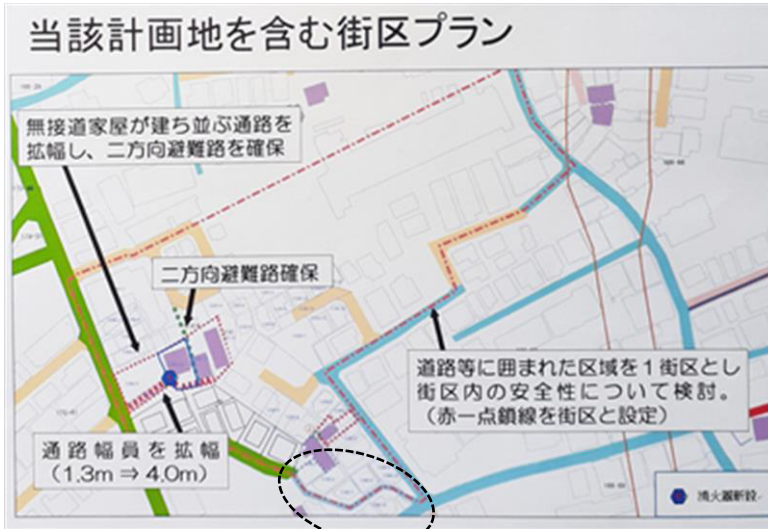 当該計画地を含む街区プラン
無接道家屋が建ち並ぶ通路を
拡幅し、二方向避難路を確保
二方向避難路確保
道路等に囲まれた区域を1街区とし
街区内の安全性について検討。
（赤一点鎖線を街区と設定）
通路幅員を拡幅
（1.3m⇒4.0m）
消火器新設